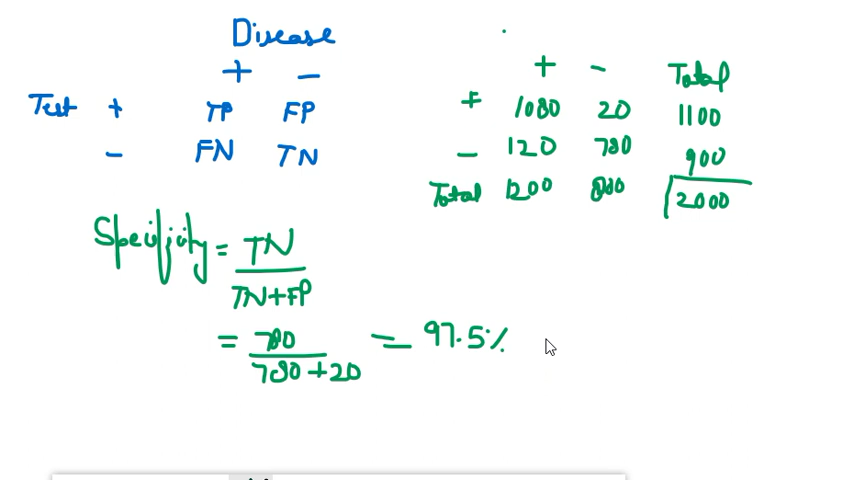 Disease
+ -
Test + TP FP
- FN TN
+ - Total
+ 1080 20 1100
- 120 780 900
Total 1200 800 2000
Specificity = TN
TN+FP
= 780 = 97.5%
780+20